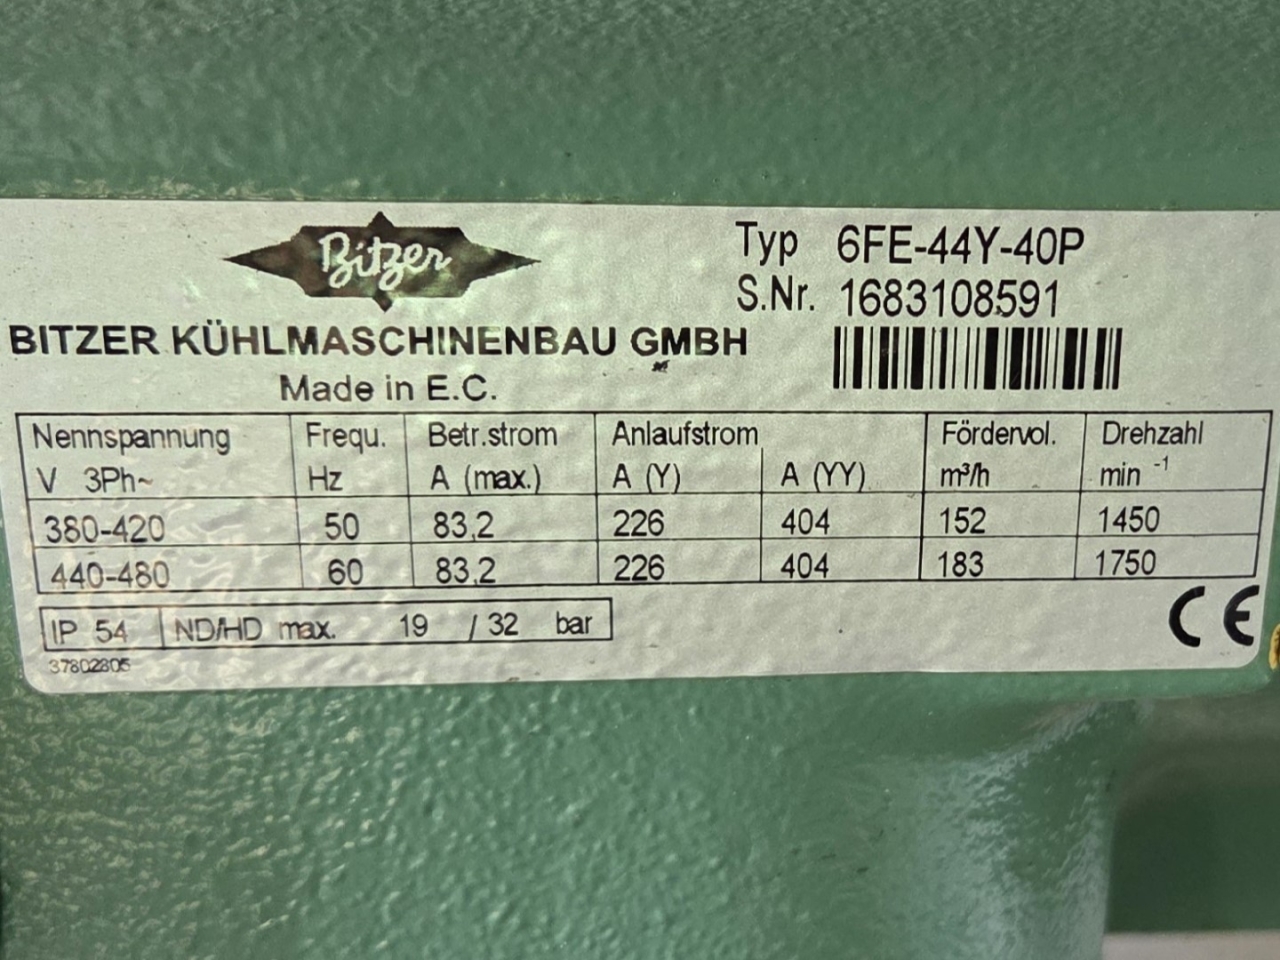 Bitzer
Typ 6FE-44Y-40P
S.Nr. 1683108591
BITZER KÜHLMASCHINENBAU GMBH
Made in E.C.
Nennspannung Frequ. Betr.strom Anlaufstrom Fördervol. Drehzahl
V 3Ph~ Hz A (max.) A (Y) A (YY) m³/h min -1
380-420 50 83,2 226 404 152 1450
440-480 60 83,2 226 404 183 1750
IP 54 ND/HD max. 19 / 32 bar
CE
37802805